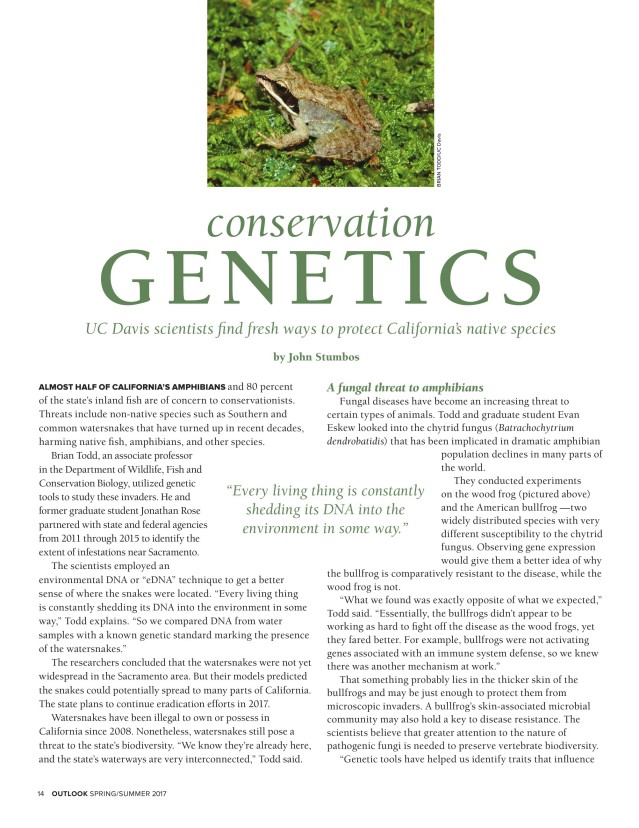 BRIAN TODD/UC Davis
conservation
GENETICS
UC Davis scientists find fresh ways to protect California's native species
by John Stumbos
ALMOST HALF OF CALIFORNIA'S AMPHIBIANS and 80 percent
of the state's inland fish are of concern to conservationists.
Threats include non-native species such as Southern and
common watersnakes that have turned up in recent decades,
harming native fish, amphibians, and other species.
Brian Todd, an associate professor
in the Department of Wildlife, Fish and
Conservation Biology, utilized genetic
tools to study these invaders. He and
former graduate student Jonathan Rose
partnered with state and federal agencies
from 2011 through 2015 to identify the
extent of infestations near Sacramento.
The scientists employed an
environmental DNA or "eDNA" technique to get a better
sense of where the snakes were located. "Every living thing
is constantly shedding its DNA into the environment in some
way," Todd explains. "So we compared DNA from water
samples with a known genetic standard marking the presence
of the watersnakes."
The researchers concluded that the watersnakes were not yet
widespread in the Sacramento area. But their models predicted
the snakes could potentially spread to many parts of California.
The state plans to continue eradication efforts in 2017.
Watersnakes have been illegal to own or possess in
California since 2008. Nonetheless, watersnakes still pose a
threat to the state's biodiversity. "We know they're already here,
and the state's waterways are very interconnected," Todd said.
"Every living thing is constantly
shedding its DNA into the
environment in some way."
A fungal threat to amphibians
Fungal diseases have become an increasing threat to
certain types of animals. Todd and graduate student Evan
Eskew looked into the chytrid fungus (Batrachochytrium
dendrobatidis) that has been implicated in dramatic amphibian
population declines in many parts of
the world.
They conducted experiments
on the wood frog (pictured above)
and the American bullfrog —two
widely distributed species with very
different susceptibility to the chytrid
fungus. Observing gene expression
would give them a better idea of why
the bullfrog is comparatively resistant to the disease, while the
wood frog is not.
"What we found was exactly opposite of what we expected,"
Todd said. "Essentially, the bullfrogs didn't appear to be
working as hard to fight off the disease as the wood frogs, yet
they fared better. For example, bullfrogs were not activating
genes associated with an immune system defense, so we knew
there was another mechanism at work."
That something probably lies in the thicker skin of the
bullfrogs and may be just enough to protect them from
microscopic invaders. A bullfrog's skin-associated microbial
community may also hold a key to disease resistance. The
scientists believe that greater attention to the nature of
pathogenic fungi is needed to preserve vertebrate biodiversity.
"Genetic tools have helped us identify traits that influence
14 OUTLOOK SPRING/SUMMER 2017